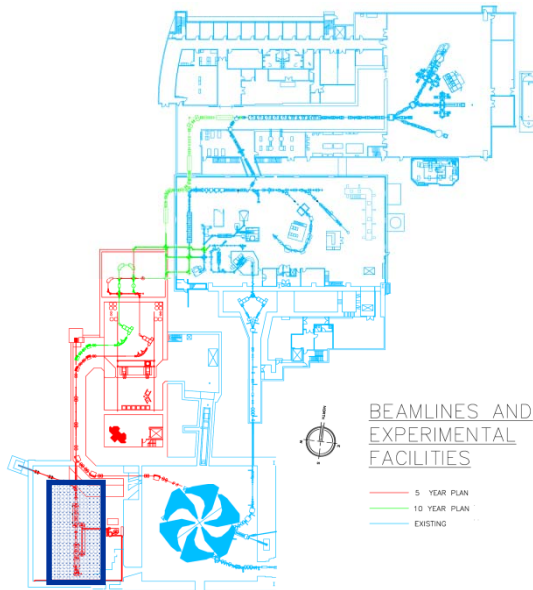 BEAMLINES AND
EXPERIMENTAL
FACILITIES
5 YEAR PLAN
10 YEAR PLAN
EXISTING